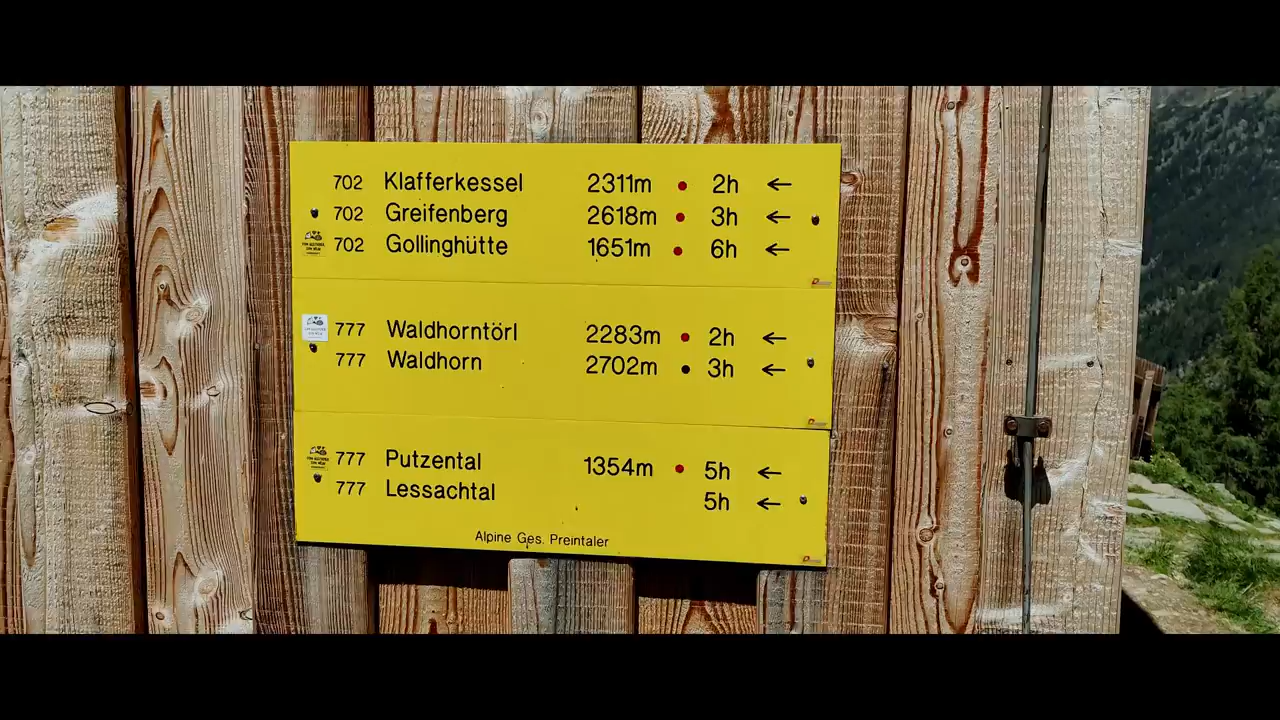 702 Klafferkessel 2311m • 2h ←
702 Greifenberg 2618m • 3h ←
702 Gollinghütte 1651m • 6h ←
777 Waldhorntörl 2283m • 2h ←
777 Waldhorn 2702m • 3h ←
777 Putzental 1354m • 5h ←
777 Lessachtal 5h ←
Alpine Ges. Preintaler